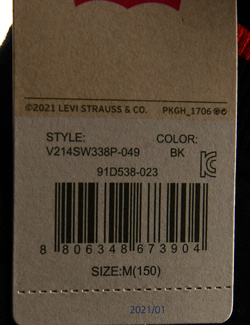 ©2021 LEVI STRAUSS & CO. PKGH_1706 ®
STYLE: COLOR:
V214SW338P-049 BK
91D538-023
8 806348 673904
SIZE:M(150)
2021/01